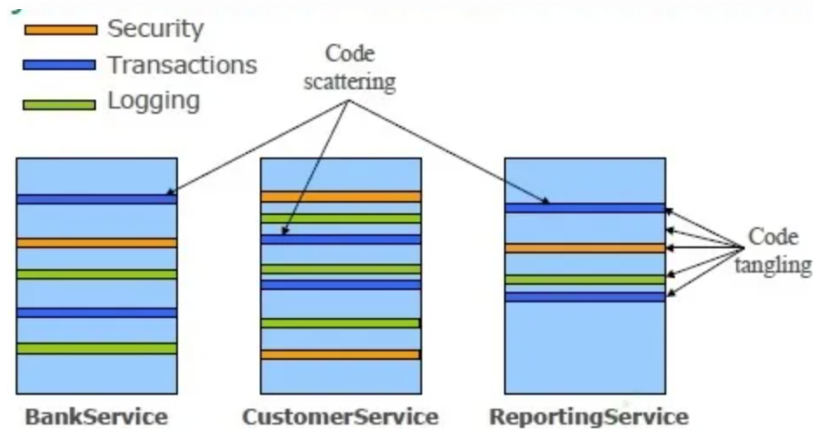 Security
Transactions
Logging
Code
scattering
Code
tangling
BankService
CustomerService
ReportingService